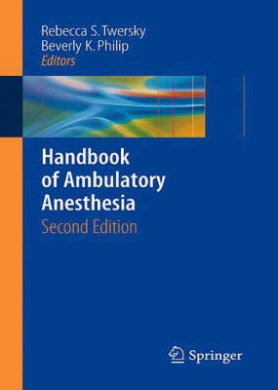 Rebecca S. Twersky
Beverly K. Philip
Editors
Handbook
of Ambulatory
Anesthesia
Second Edition
Springer